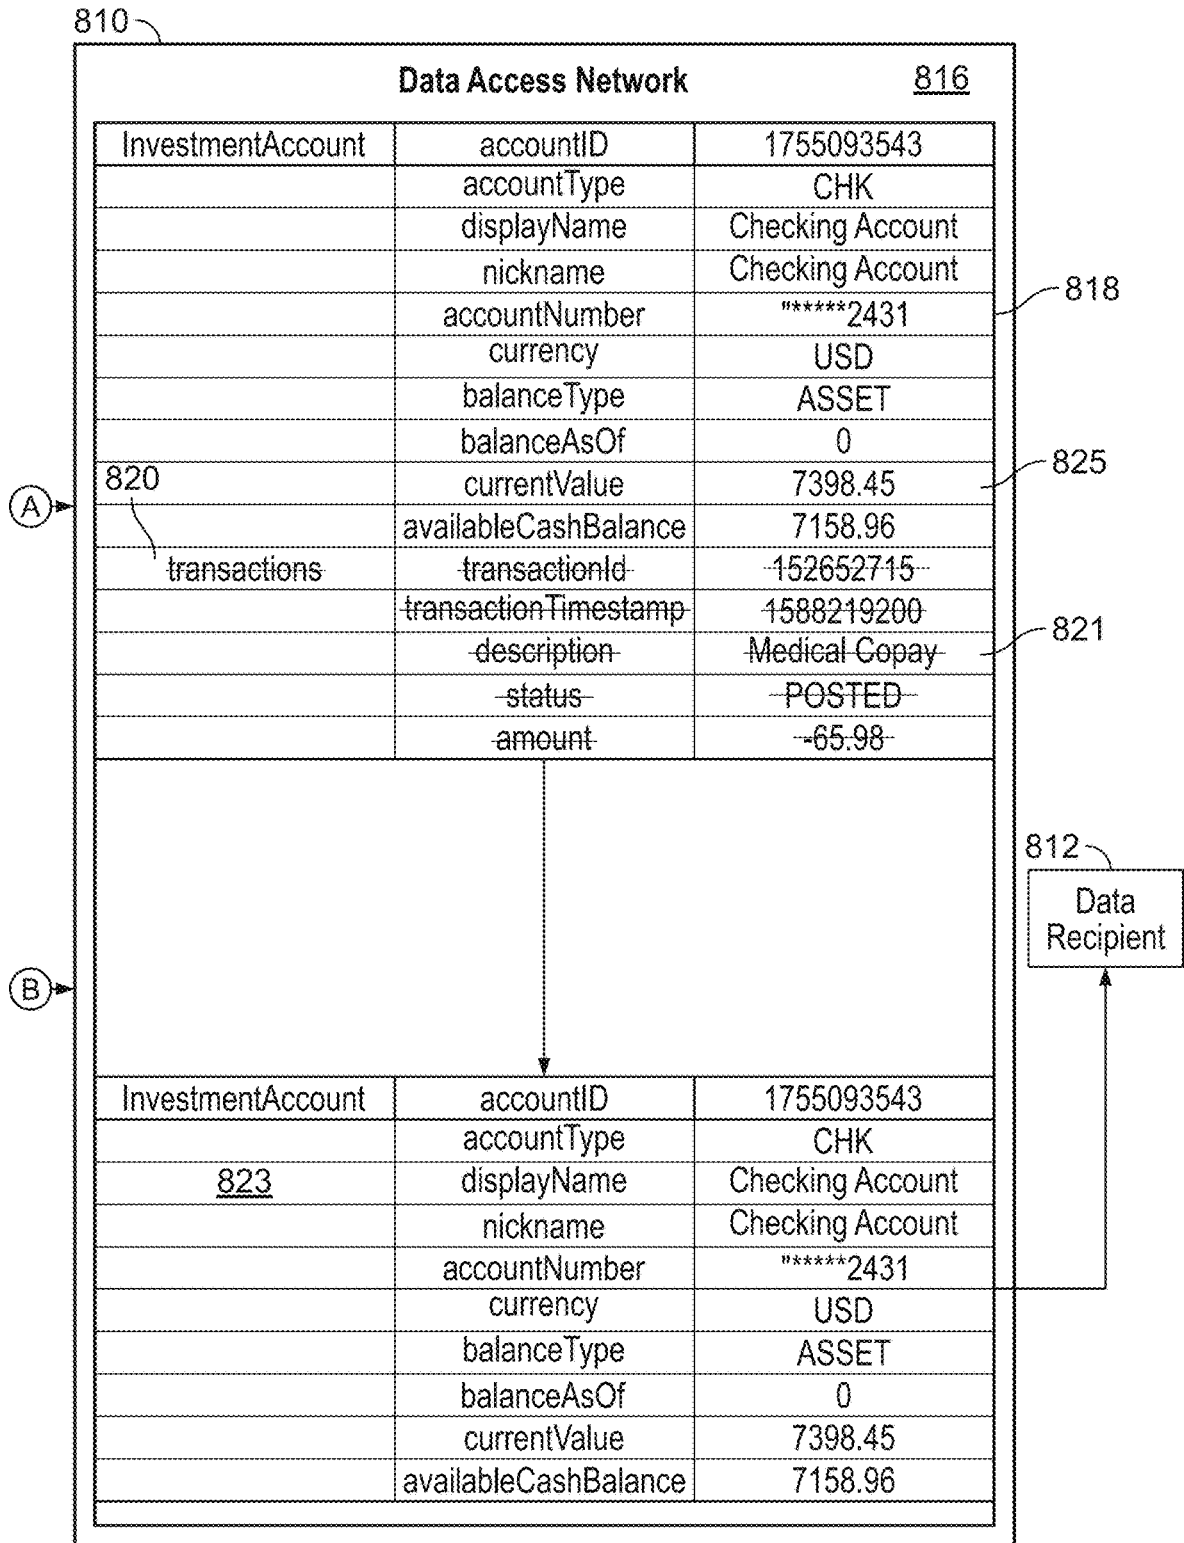 810
Data Access Network 816
InvestmentAccount accountID 1755093543
accountType CHK
displayName Checking Account
nickname Checking Account
818
accountNumber "*****2431
currency USD
balanceType ASSET
balanceAsOf 0
825
820
currentValue 7398.45
A
availableCashBalance 7158.96
transactions transactionId 152652715
transactionTimestamp 1588219200
821
description Medical Copay
status POSTED
amount -65.98
812
Data
Recipient
B
InvestmentAccount accountID 1755093543
accountType CHK
823 displayName Checking Account
nickname Checking Account
accountNumber "*****2431
currency USD
balanceType ASSET
balanceAsOf 0
currentValue 7398.45
availableCashBalance 7158.96